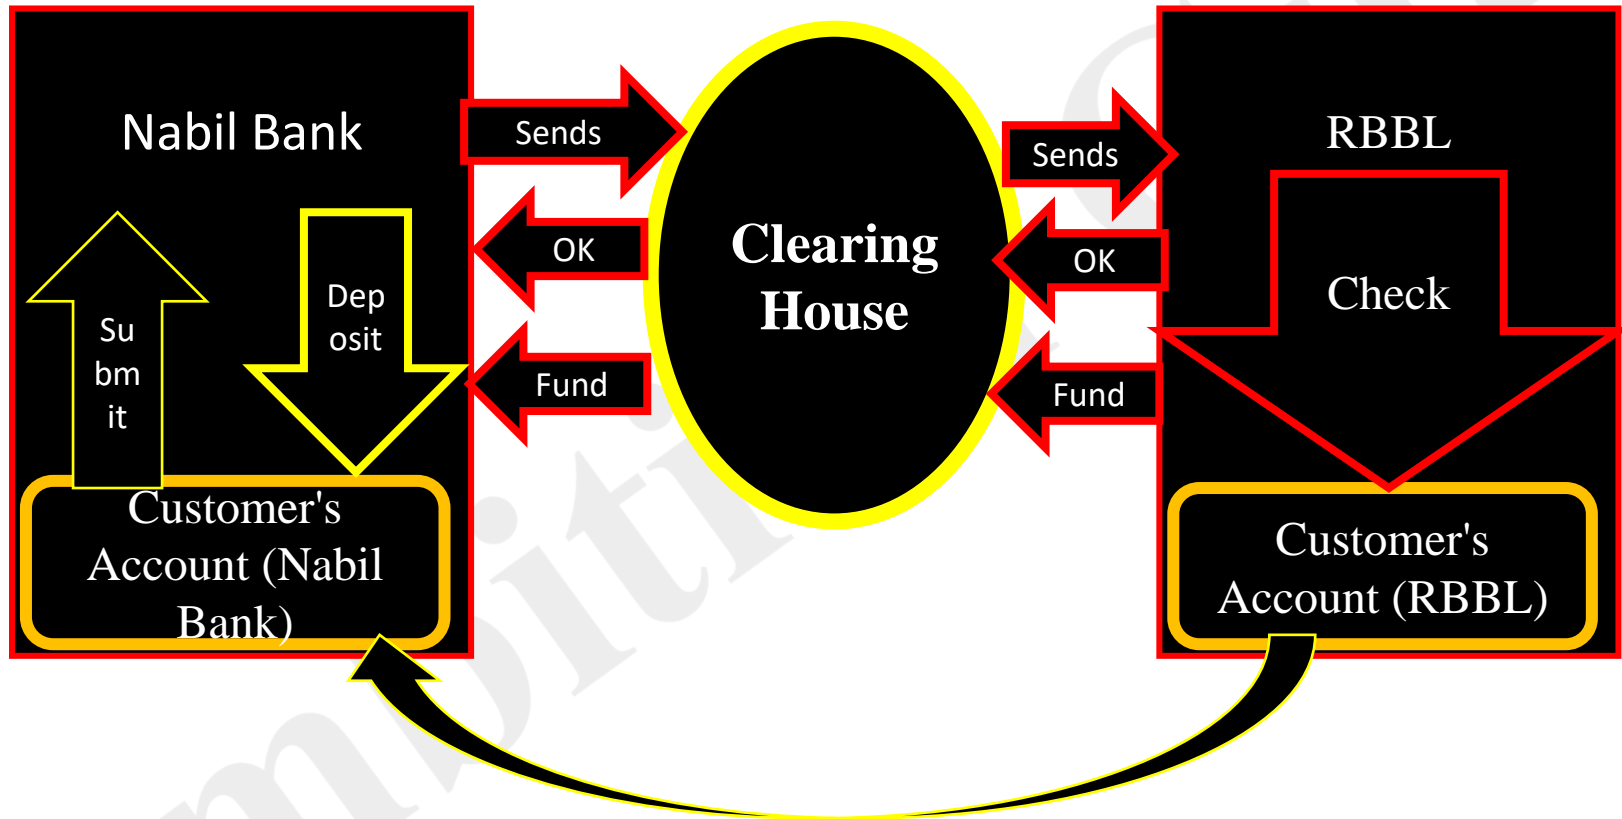 Nabil Bank
Sends
OK
Fund
Su
bm
it
Dep
osit
Customer's
Account (Nabil
Bank)
Clearing
House
Sends
OK
Fund
RBBL
Check
Customer's
Account (RBBL)